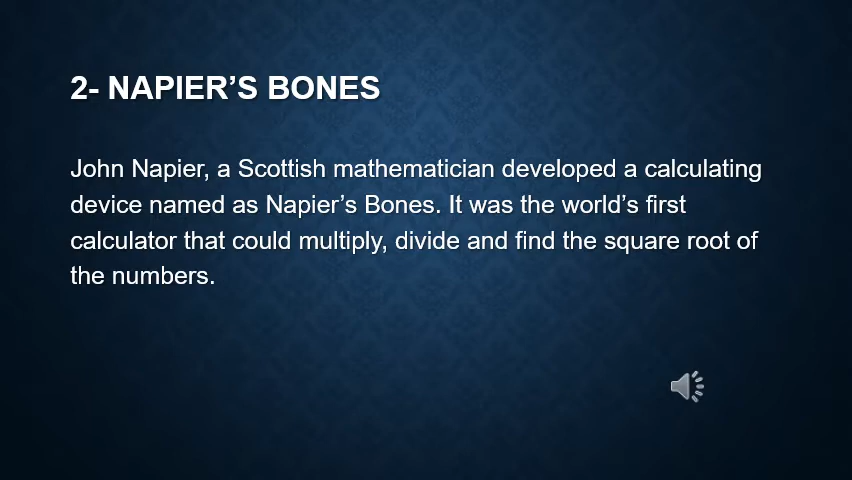 2- NAPIER’S BONES
John Napier, a Scottish mathematician developed a calculating
device named as Napier’s Bones. It was the world’s first
calculator that could multiply, divide and find the square root of
the numbers.